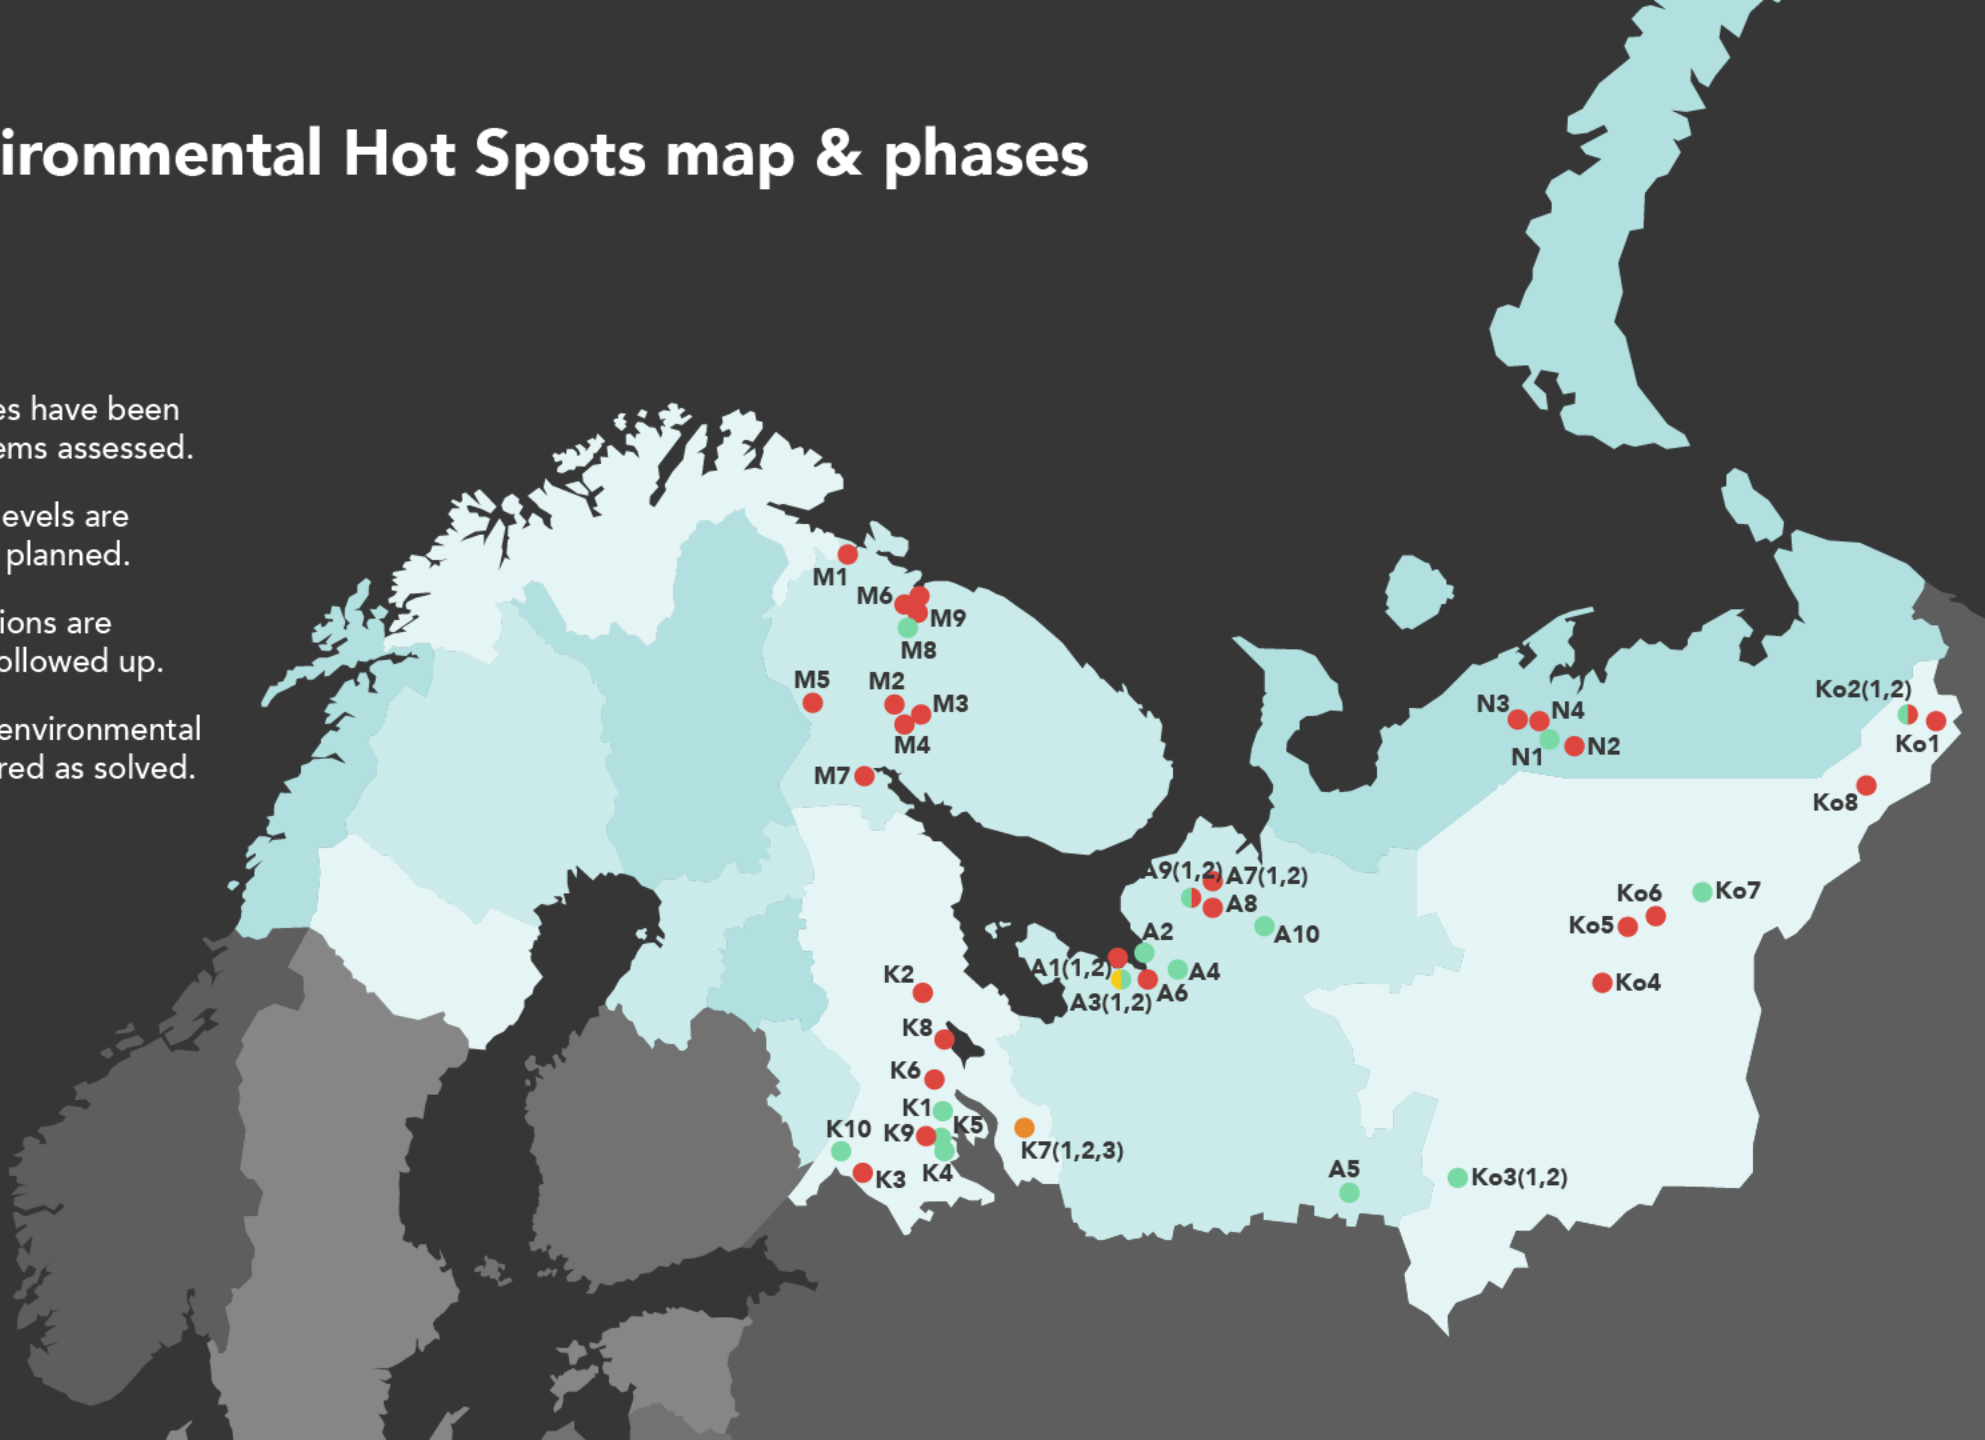 ironmental Hot Spots map & phases
es have been
ems assessed.
evels are
planned.
ions are
ollowed up.
environmental
red as solved.
M1
M6
M9
M8
M5
M2
M3
M4
M7
N3
N4
N1
N2
Ko2(1,2)
Ko1
Ko8
A9(1,2)
A7(1,2)
A8
A10
A2
A1(1,2)
A4
A3(1,2)
A6
Ko6
Ko7
Ko5
Ko4
K2
K8
K6
K1
K5
K10
K9
K7(1,2,3)
K3
K4
A5
Ko3(1,2)